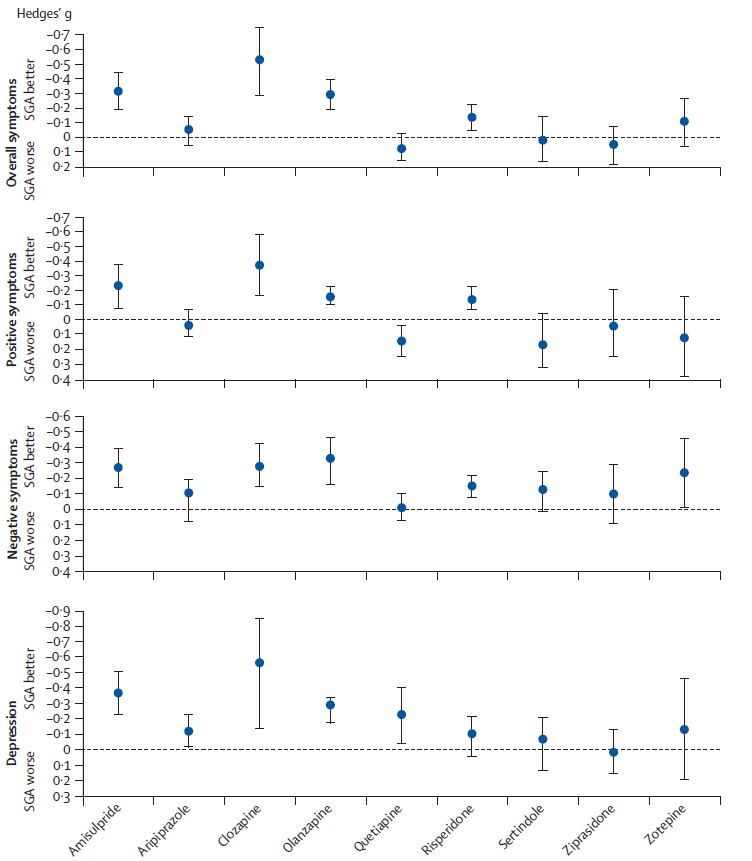 Hedges' g
Overall symptoms
SGA worse SGA better
–0·7
–0·6
–0·5
–0·4
–0·3
–0·2
–0·1
0
0·1
0·2
Positive symptoms
SGA worse SGA better
–0·7
–0·6
–0·5
–0·4
–0·3
–0·2
–0·1
0
0·1
0·2
0·3
0·4
Negative symptoms
SGA worse SGA better
–0·6
–0·5
–0·4
–0·3
–0·2
–0·1
0
0·1
0·2
0·3
0·4
Depression
SGA worse SGA better
–0·9
–0·8
–0·7
–0·6
–0·5
–0·4
–0·3
–0·2
–0·1
0
0·1
0·2
0·3
Amisulpride
Aripiprazole
Clozapine
Olanzapine
Quetiapine
Risperidone
Sertindole
Ziprasidone
Zotepine